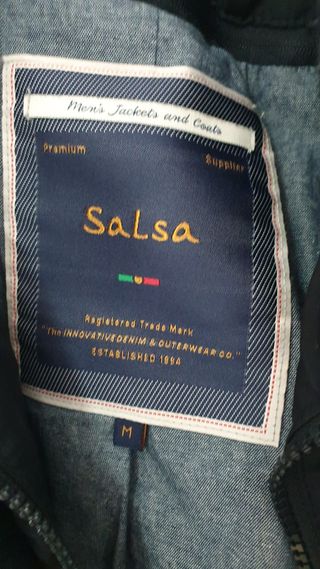 Men's Jackets and Coats
Premium Supplier
Salsa
Registered Trade Mark
"The INNOVATIVEDENIM & OUTERWEAR CO."
ESTABLISHED 1994
M